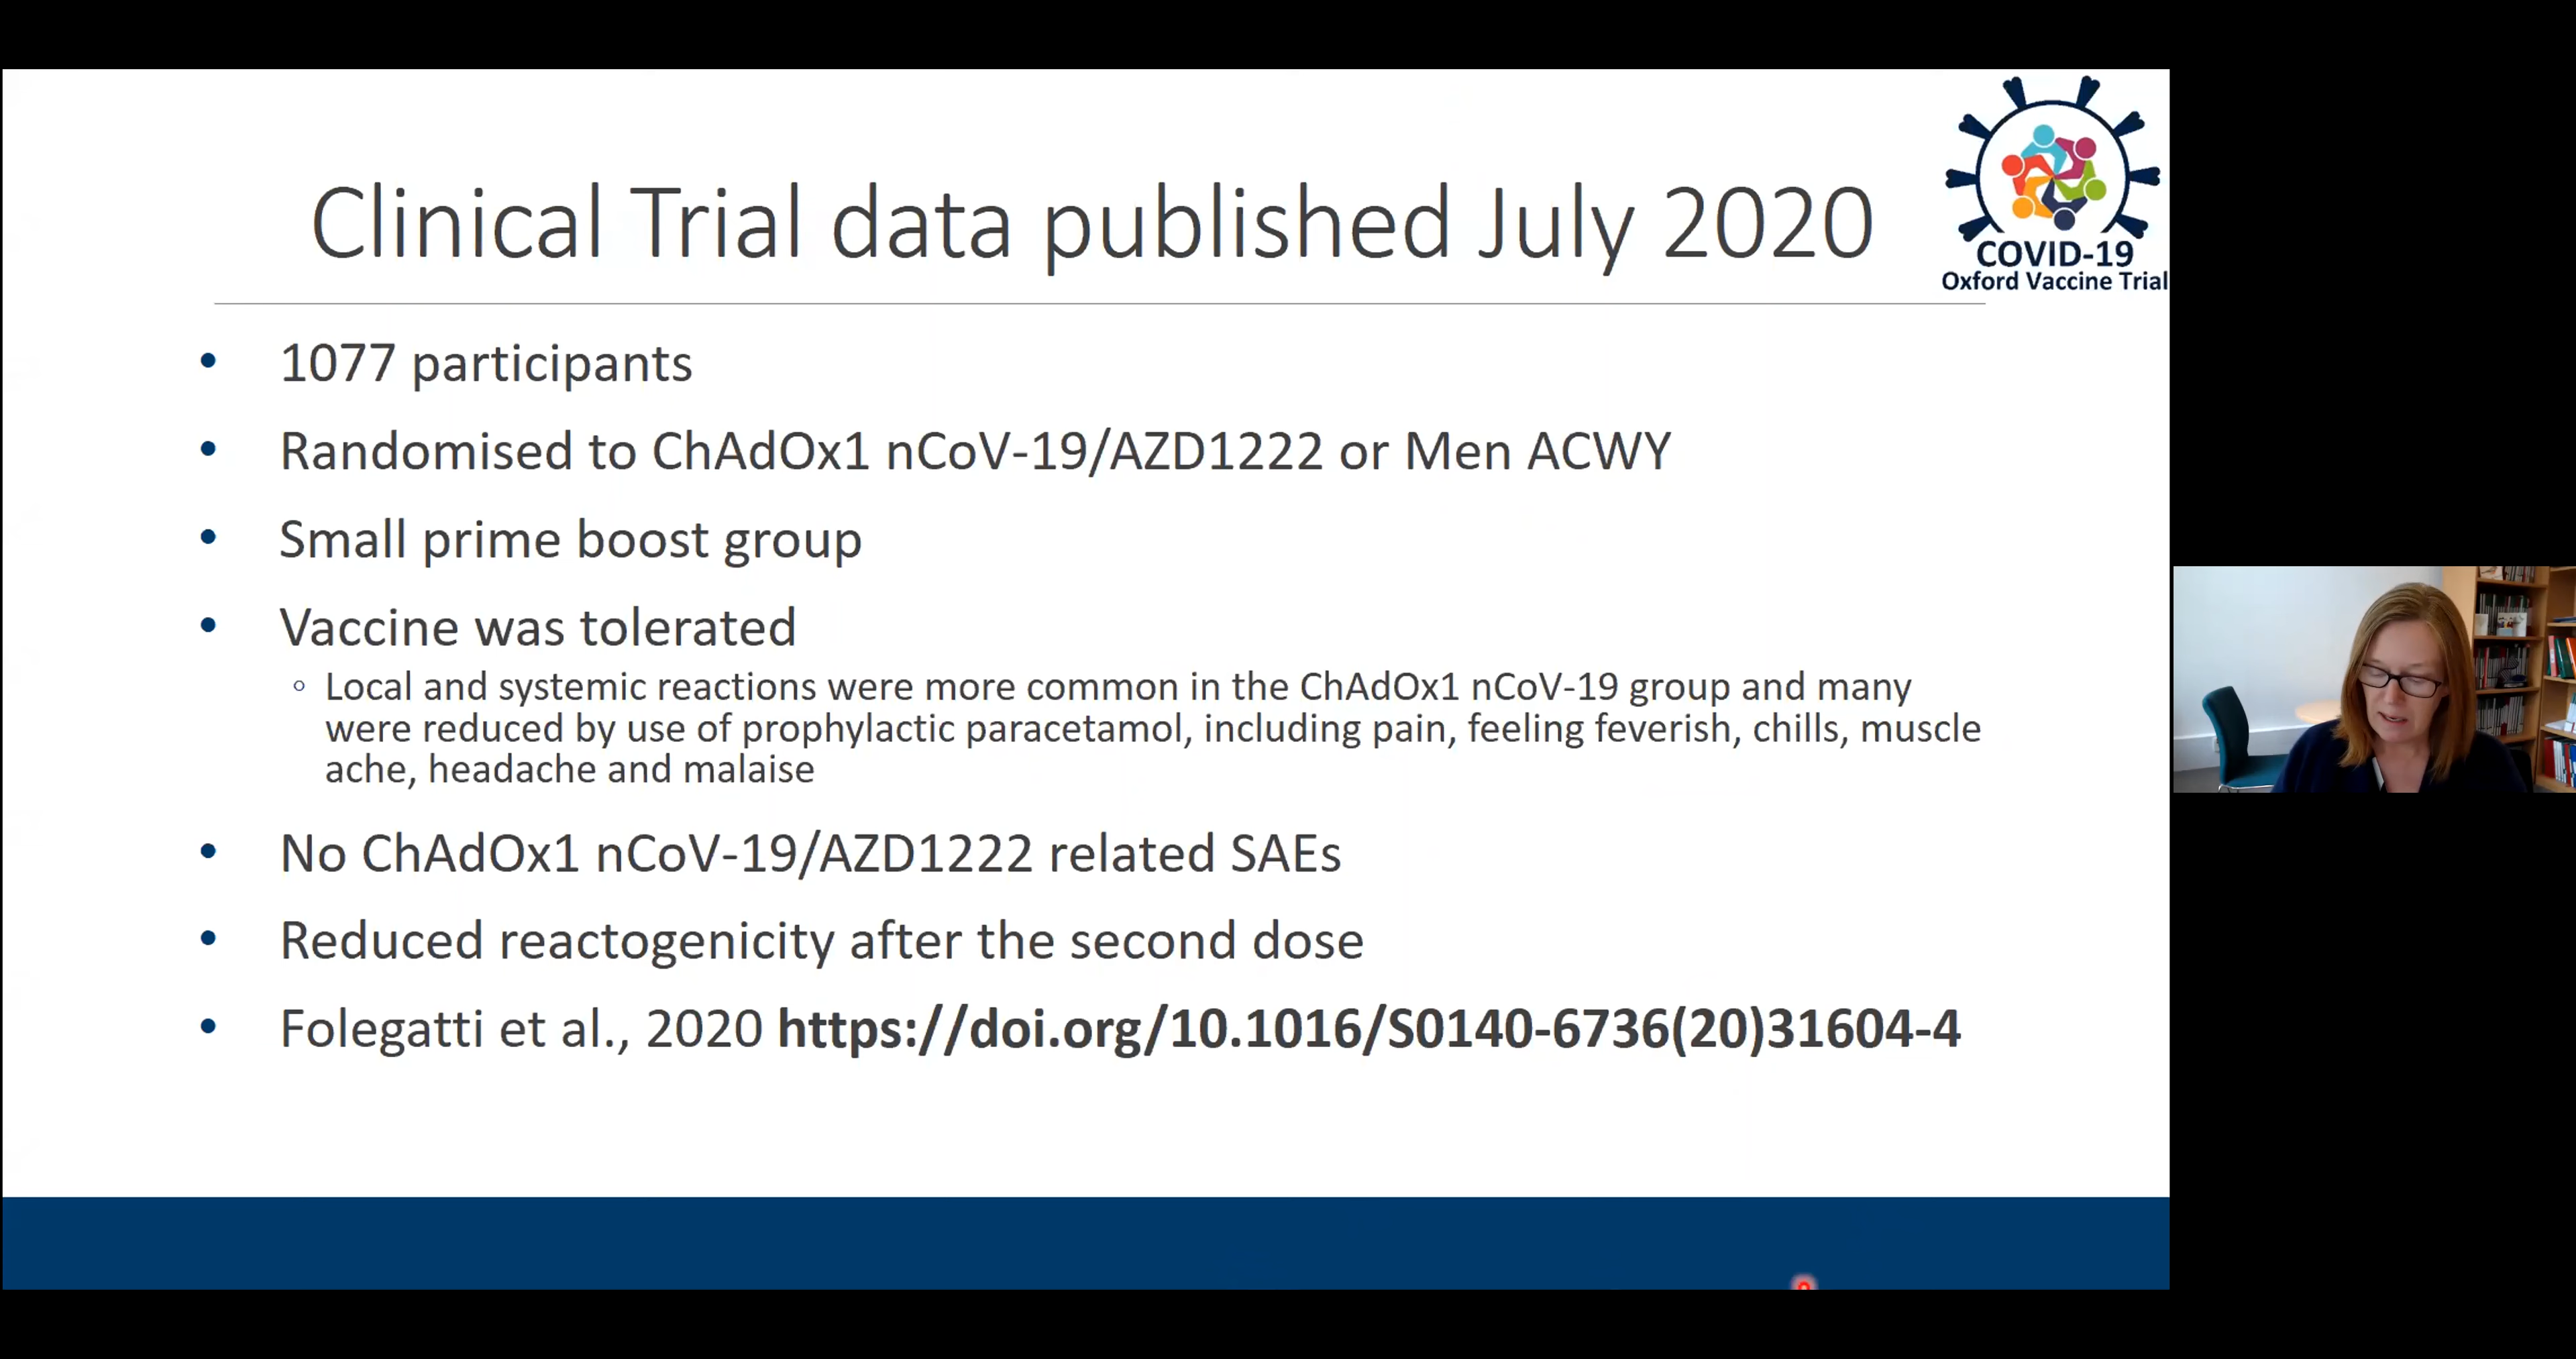 Clinical Trial data published July 2020
COVID-19
Oxford Vaccine Trial
• 1077 participants
• Randomised to ChAdOx1 nCoV-19/AZD1222 or Men ACWY
• Small prime boost group
• Vaccine was tolerated
◦ Local and systemic reactions were more common in the ChAdOx1 nCoV-19 group and many
were reduced by use of prophylactic paracetamol, including pain, feeling feverish, chills, muscle
ache, headache and malaise
• No ChAdOx1 nCoV-19/AZD1222 related SAEs
• Reduced reactogenicity after the second dose
• Folegatti et al., 2020 https://doi.org/10.1016/S0140-6736(20)31604-4